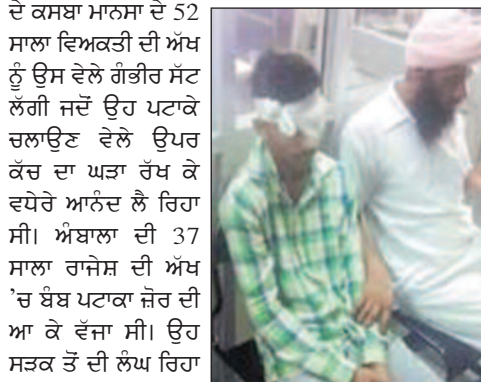 ਦੇ ਕਸਬਾ ਮਾਨਸਾ ਦੇ 52
ਸਾਲਾ ਵਿਅਕਤੀ ਦੀ ਅੱਖ
ਨੂੰ ਉਸ ਵੇਲੇ ਗੰਭੀਰ ਸੱਟ
ਲੱਗੀ ਜਦੋਂ ਉਹ ਪਟਾਕੇ
ਚਲਾਉਣ ਵੇਲੇ ਉਪਰ
ਕੱਚ ਦਾ ਘੜਾ ਰੱਖ ਕੇ
ਵਧੇਰੇ ਆਨੰਦ ਲੈ ਰਿਹਾ
ਸੀ। ਅੰਬਾਲਾ ਦੀ 37
ਸਾਲਾ ਰਾਜੇਸ਼ ਦੀ ਅੱਖ
'ਚ ਬੰਬ ਪਟਾਕਾ ਜ਼ੋਰ ਦੀ
ਆ ਕੇ ਵੱਜਾ ਸੀ। ਉਹ
ਸੜਕ ਤੋਂ ਦੀ ਲੰਘ ਰਿਹਾ